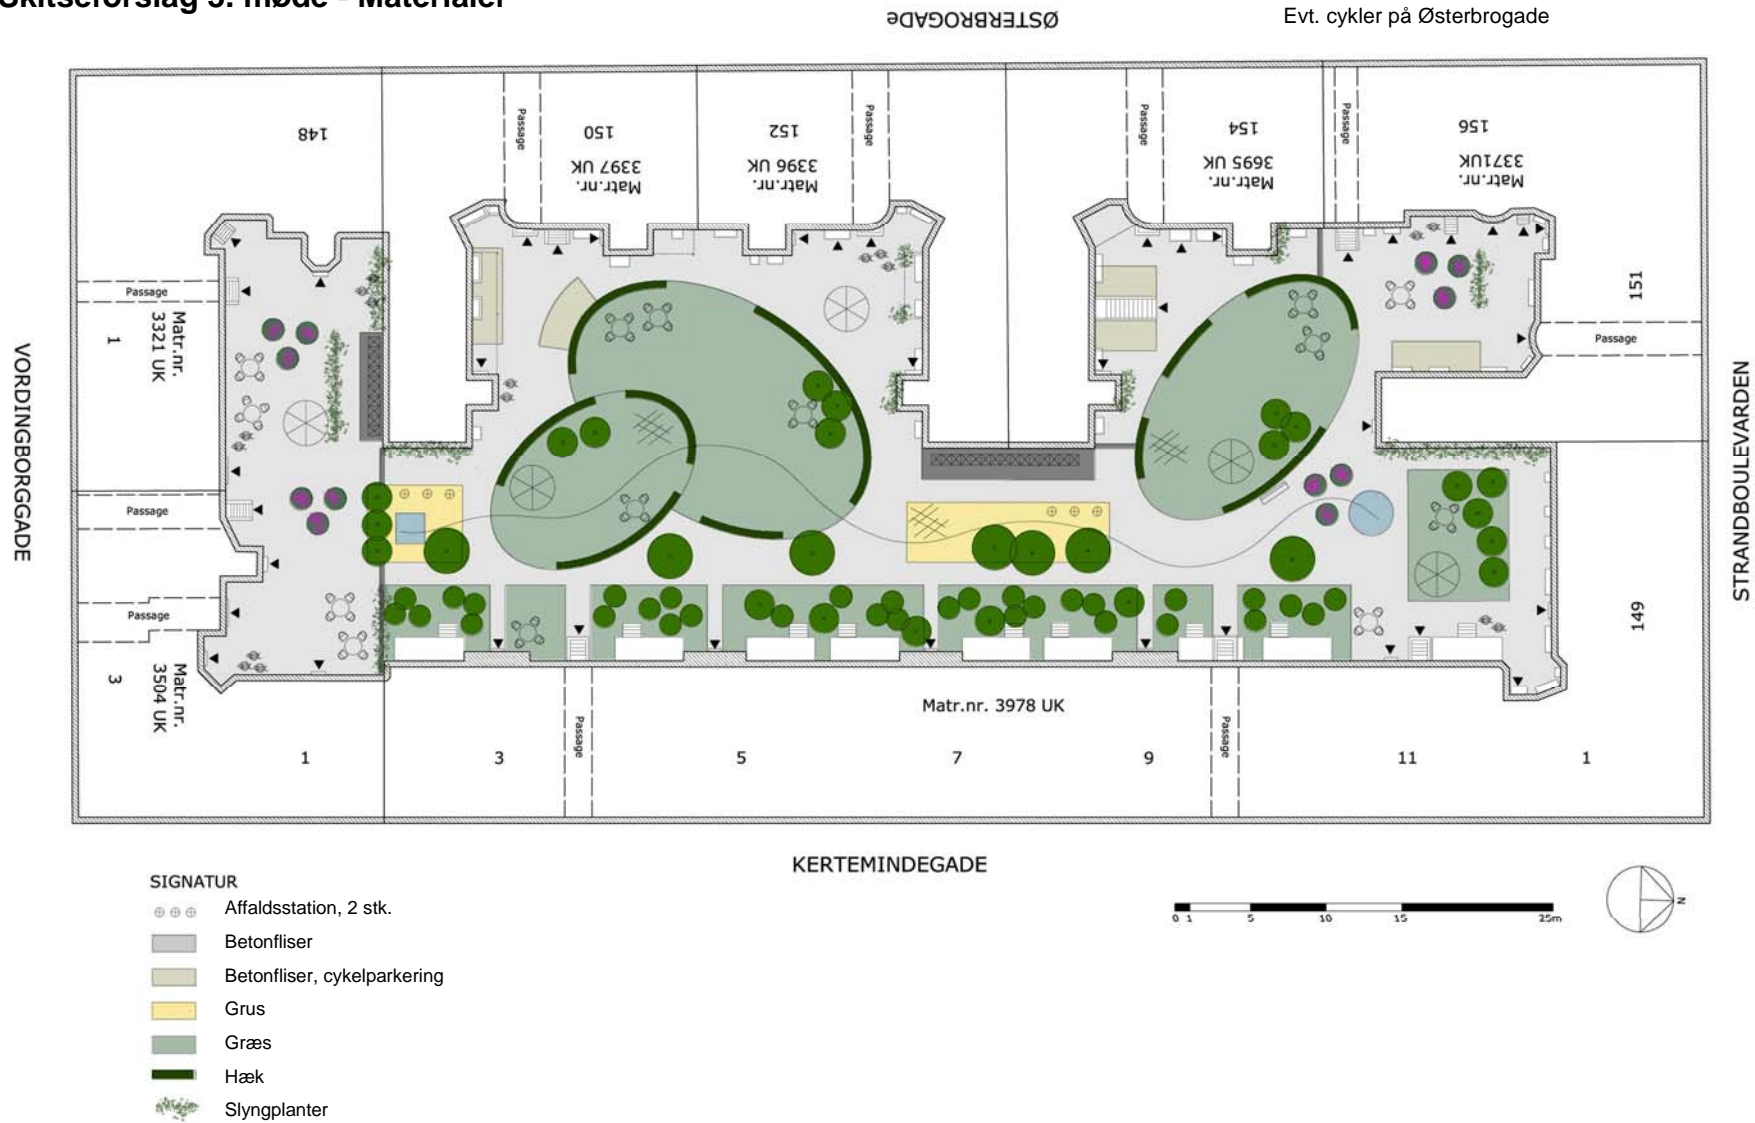 Skitseforslag 3. møde - Materialer
Evt. cykler på Østerbrogade
ØSTERBROGADe
148
Passage
150
Matr.nr.
3397 UK
152
Matr.nr.
3396 UK
Passage
Passage
154
Matr.nr.
3695 UK
Passage
156
Matr.nr.
3371UK
VORDINGBORGGADE
Passage
1
Matr.nr.
3321 UK
Passage
Passage
3
Matr.nr.
3504 UK
151
Passage
STRANDBOULEVARDEN
149
Matr.nr. 3978 UK
1
3
Passage
5
7
9
Passage
11
1
KERTEMINDEGADE
SIGNATUR
Affaldsstation, 2 stk.
Betonfliser
Betonfliser, cykelparkering
Grus
Græs
Hæk
Slyngplanter
0 1 5 10 15 25m
N